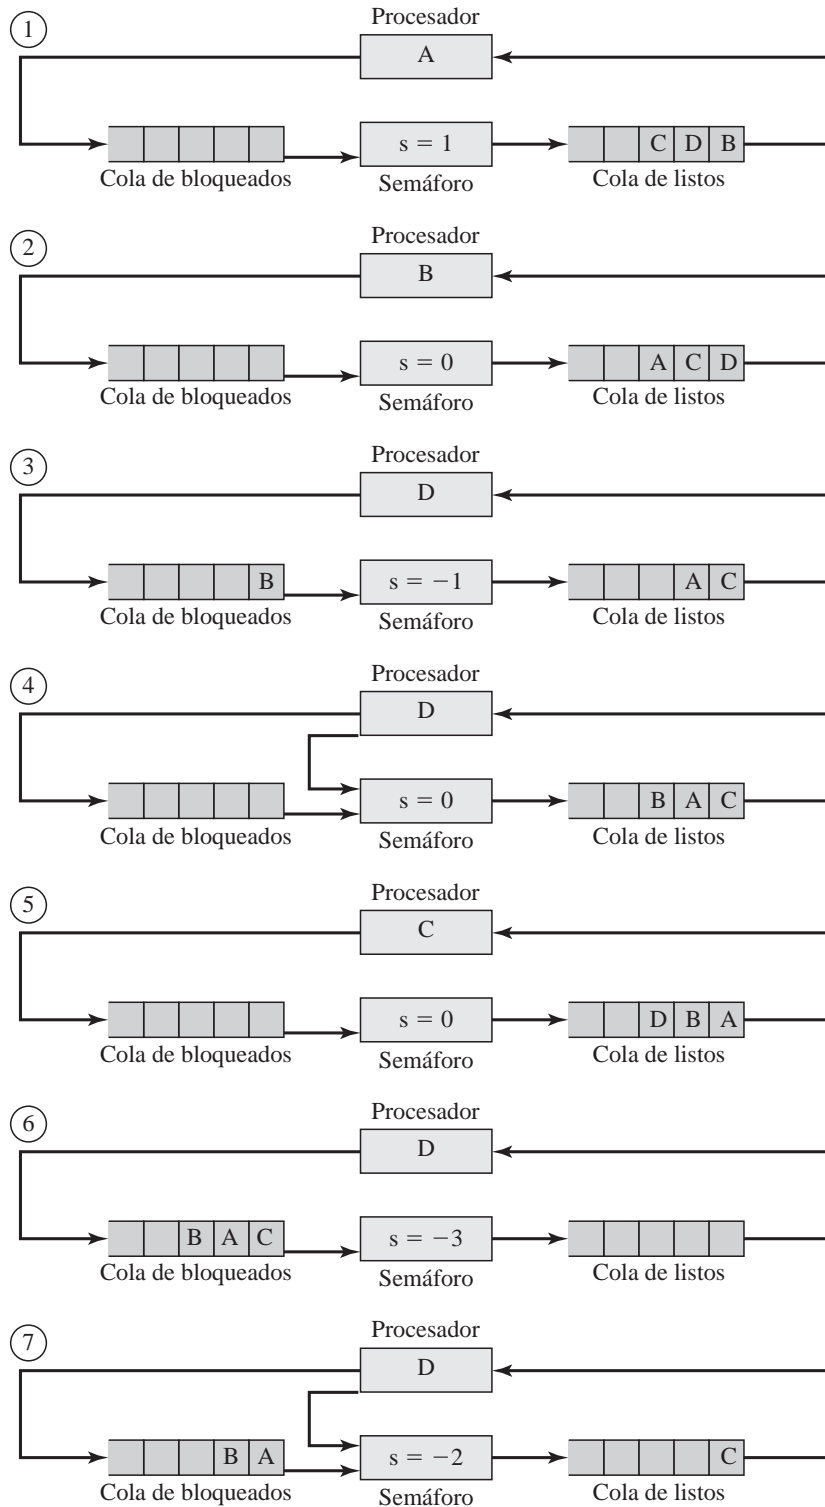 1
Procesador
A
s = 1
C D B
Cola de bloqueados
Semáforo
Cola de listos
2
Procesador
B
s = 0
A C D
Cola de bloqueados
Semáforo
Cola de listos
3
Procesador
D
B
s = −1
A C
Cola de bloqueados
Semáforo
Cola de listos
4
Procesador
D
s = 0
B A C
Cola de bloqueados
Semáforo
Cola de listos
5
Procesador
C
s = 0
D B A
Cola de bloqueados
Semáforo
Cola de listos
6
Procesador
D
B A C
s = −3
Cola de bloqueados
Semáforo
Cola de listos
7
Procesador
D
B A
s = −2
C
Cola de bloqueados
Semáforo
Cola de listos